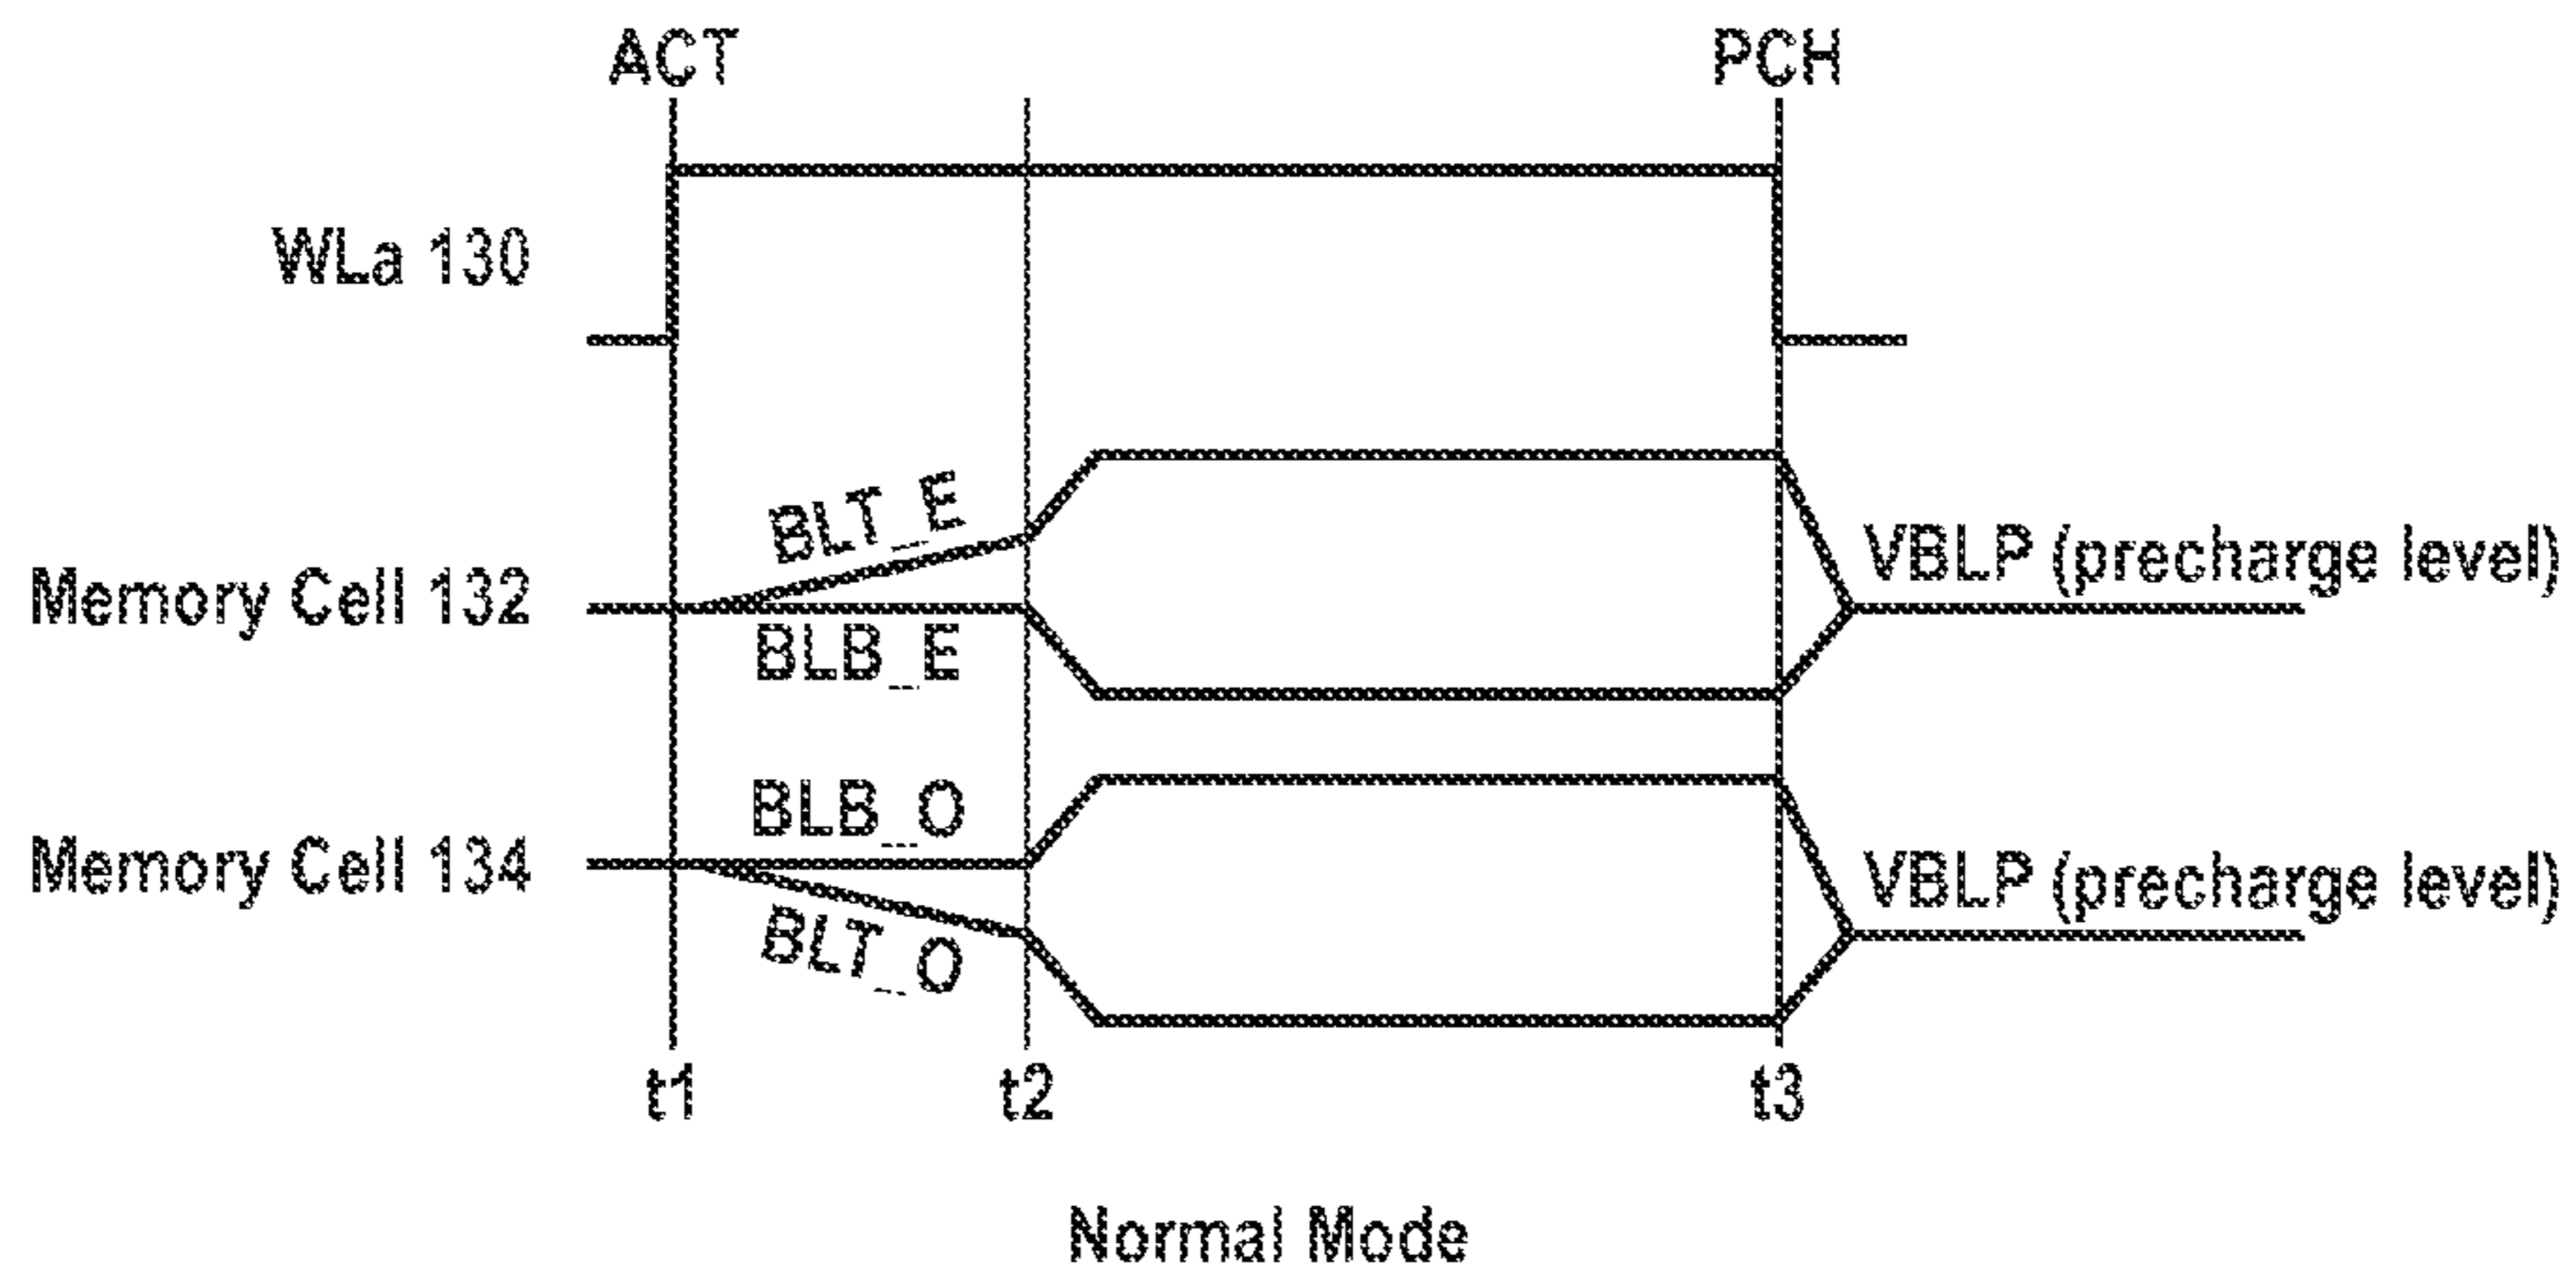 ACT
PCH
WLa 130
BLT_E
Memory Cell 132
VBLP (precharge level)
BLB_E
BLB_O
Memory Cell 134
VBLP (precharge level)
BLT_O
t1
t2
t3
Normal Mode